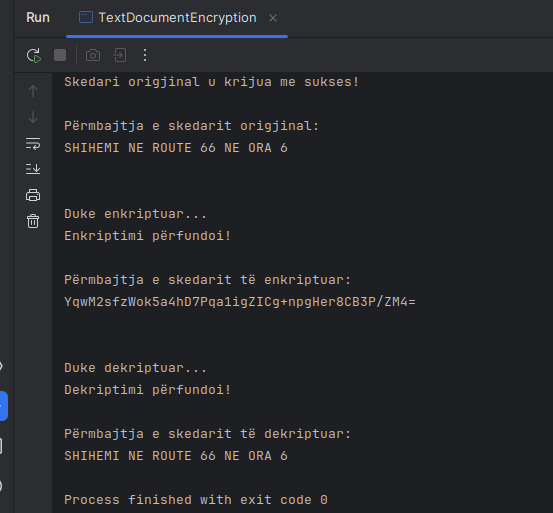 Run TextDocumentEncryption
Skedari origjinal u krijua me sukses!
Përmbajtja e skedarit origjinal:
SHIHEMI NE ROUTE 66 NE ORA 6
Duke enkriptuar...
Enkriptimi përfundoi!
Përmbajtja e skedarit të enkriptuar:
YqwM2sfzWok5a4hD7Pqa1igZICg+npgHer8CB3P/ZM4=
Duke dekriptuar...
Dekriptimi përfundoi!
Përmbajtja e skedarit të dekriptuar:
SHIHEMI NE ROUTE 66 NE ORA 6
Process finished with exit code 0